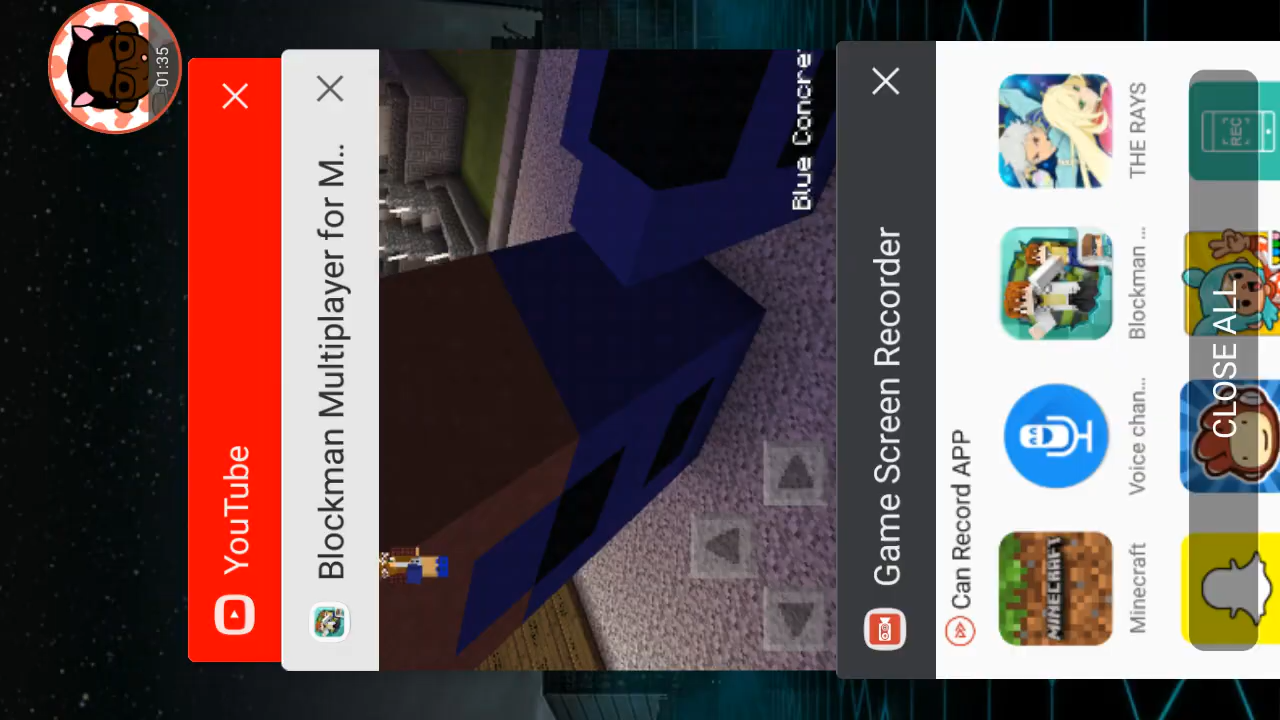 01:35
YouTube
Blockman Multiplayer for M..
Blue Concre
Game Screen Recorder
Can Record APP
Minecraft
Voice chan...
Blockman ...
THE RAYS
MINECRAFT
REC
CLOSE ALL